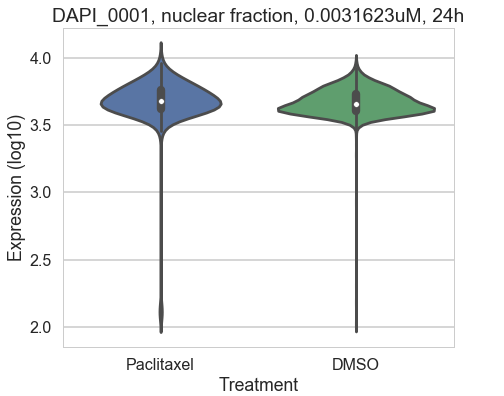 DAPI_0001, nuclear fraction, 0.0031623uM, 24h
Expression (log10)
4.0
3.5
3.0
2.5
2.0
Paclitaxel
DMSO
Treatment